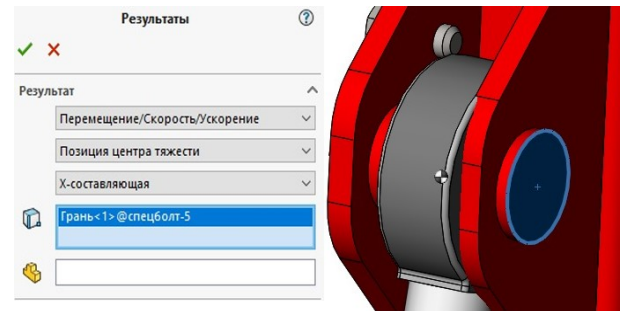 Результаты
Результат
Перемещение/Скорость/Ускорение
Позиция центра тяжести
X-составляющая
Грань<1>@спецболт-5